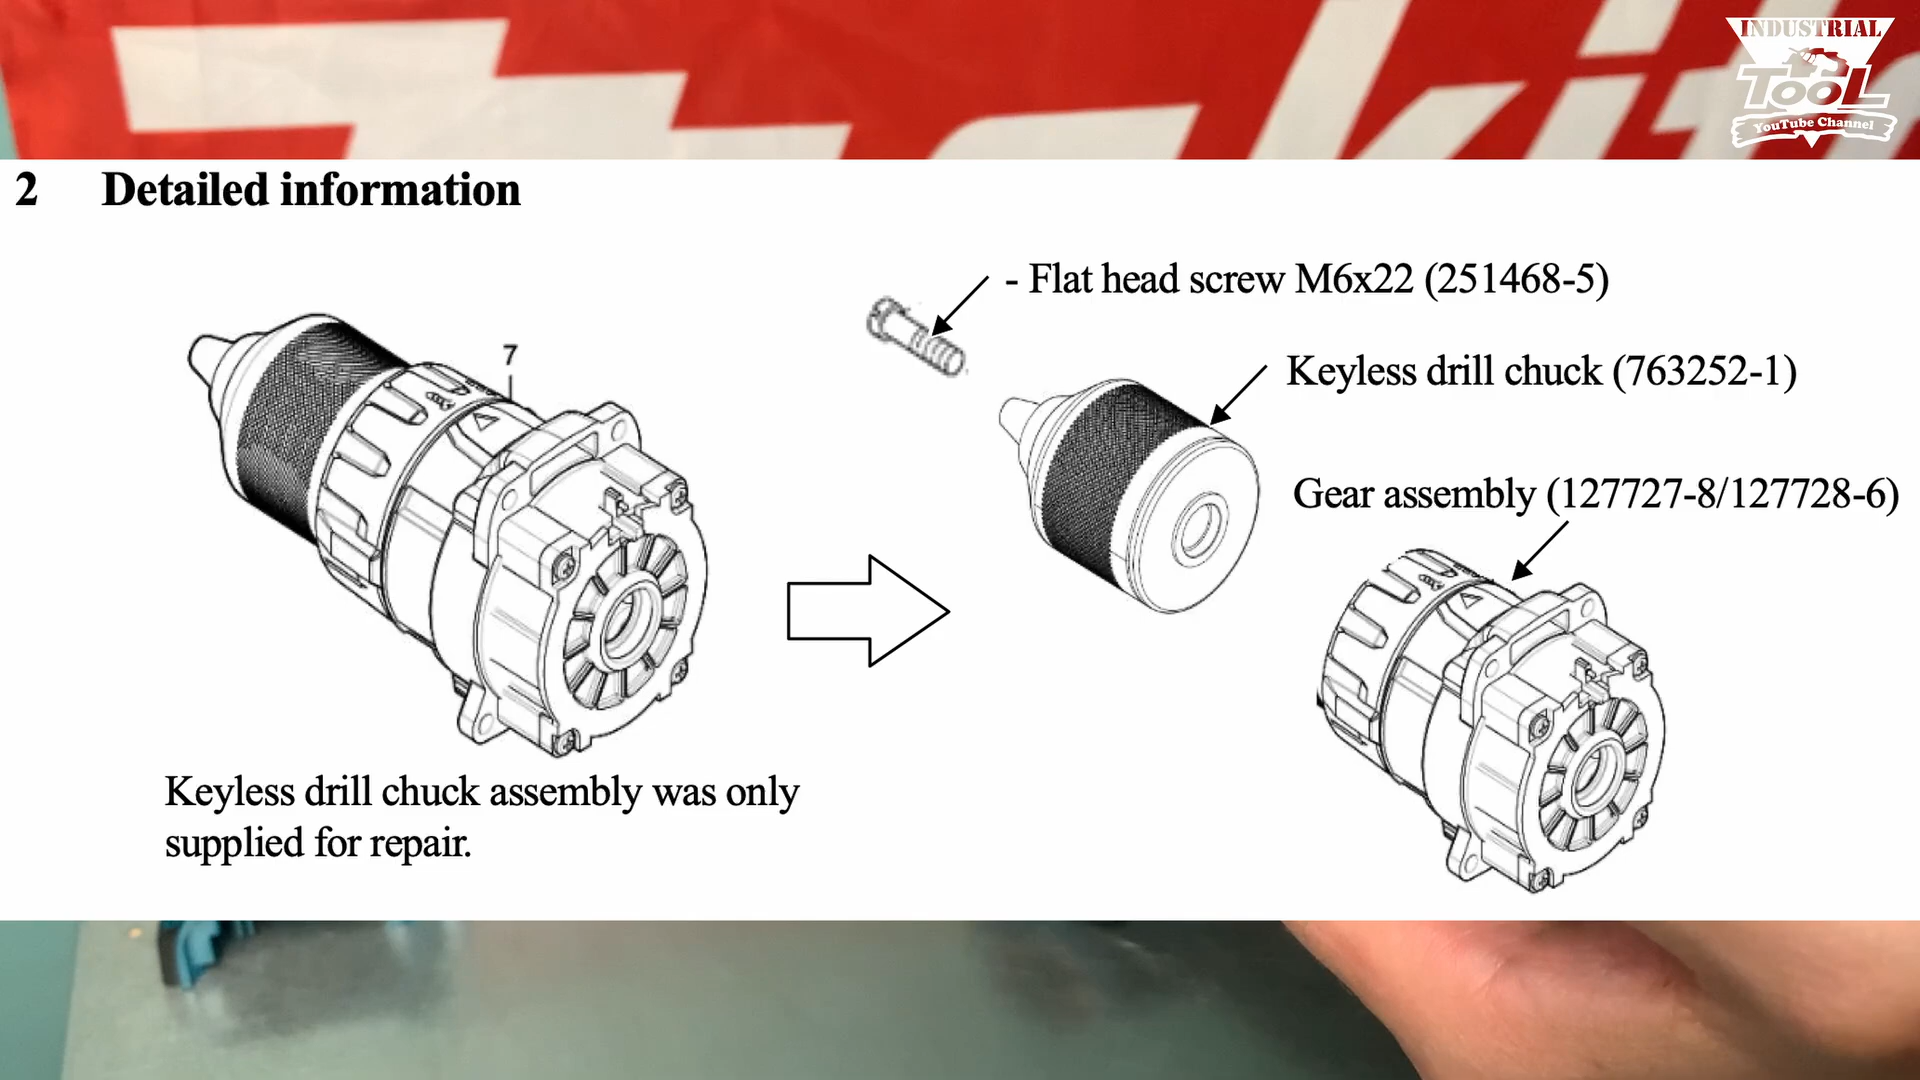 INDUSTRIAL
TOOL
YouTube Channel
2 Detailed information
- Flat head screw M6x22 (251468-5)
Keyless drill chuck (763252-1)
7
Gear assembly (127727-8/127728-6)
Keyless drill chuck assembly was only
supplied for repair.